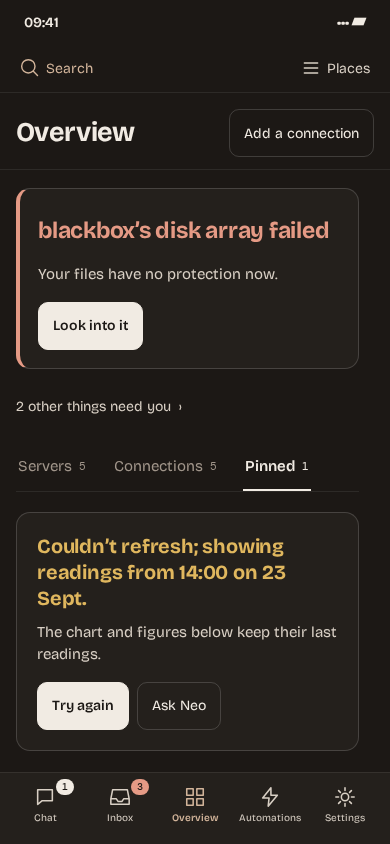 09:41
Search
Places
Overview
Add a connection
blackbox's disk array failed
Your files have no protection now.
Look into it
2 other things need you ›
Servers 5
Connections 5
Pinned 1
Couldn't refresh; showing
readings from 14:00 on 23
Sept.
The chart and figures below keep their last
readings.
Try again
Ask Neo
1
3
Chat
Inbox
Overview
Automations
Settings